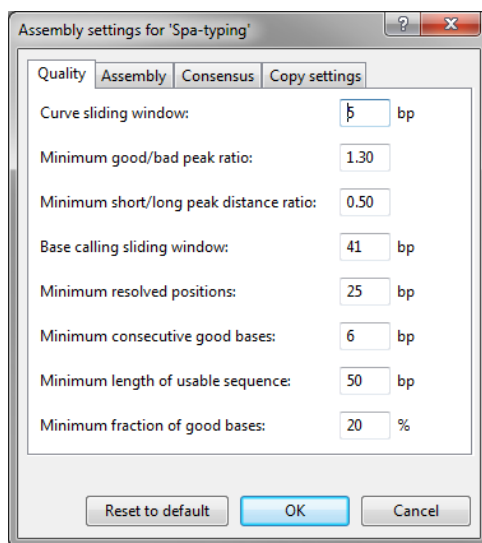 Assembly settings for 'Spa-typing'
Quality Assembly Consensus Copy settings
Curve sliding window: 5 bp
Minimum good/bad peak ratio: 1.30
Minimum short/long peak distance ratio: 0.50
Base calling sliding window: 41 bp
Minimum resolved positions: 25 bp
Minimum consecutive good bases: 6 bp
Minimum length of usable sequence: 50 bp
Minimum fraction of good bases: 20 %
Reset to default OK Cancel